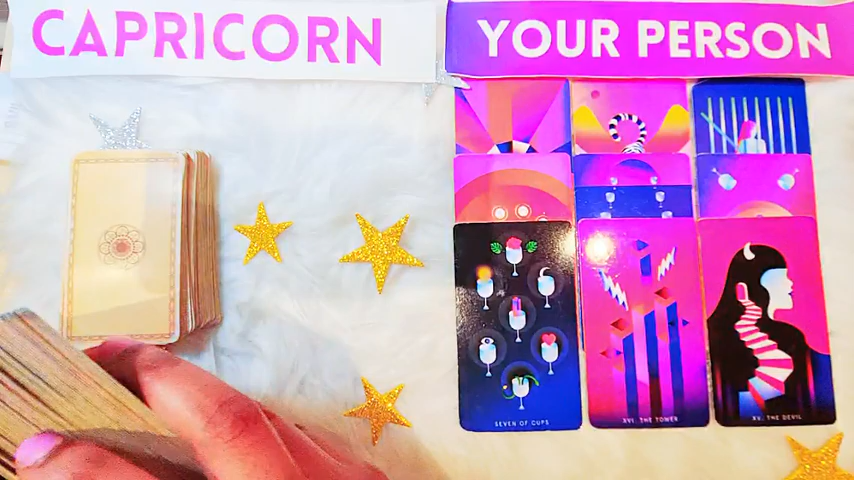 CAPRICORN
YOUR PERSON
SEVEN OF CUPS
XVI. THE TOWER
XV. THE DEVIL